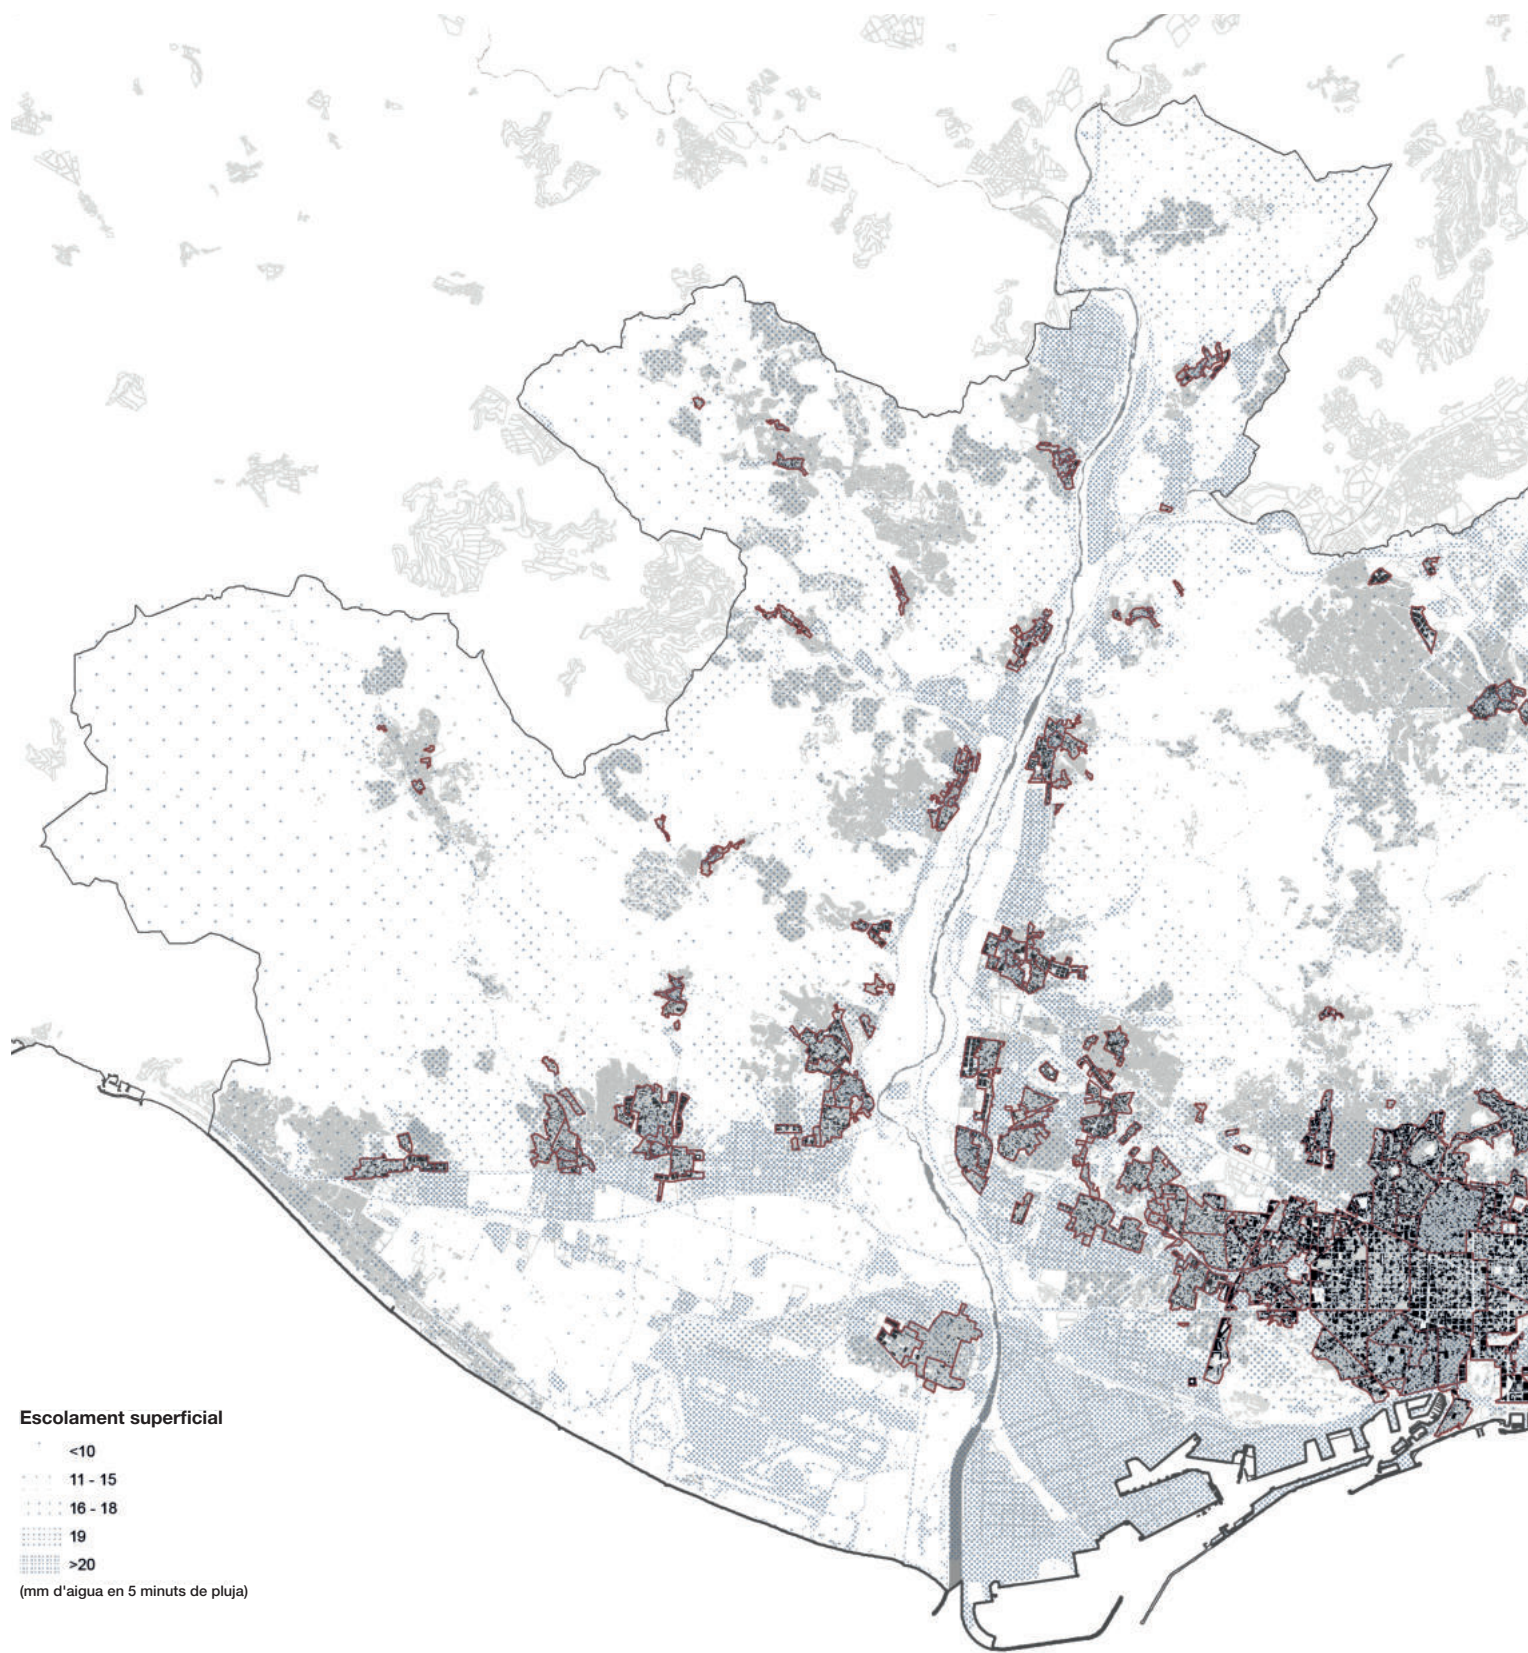 Escolament superficial
<10
11 - 15
16 - 18
19
>20
(mm d'aigua en 5 minuts de pluja)